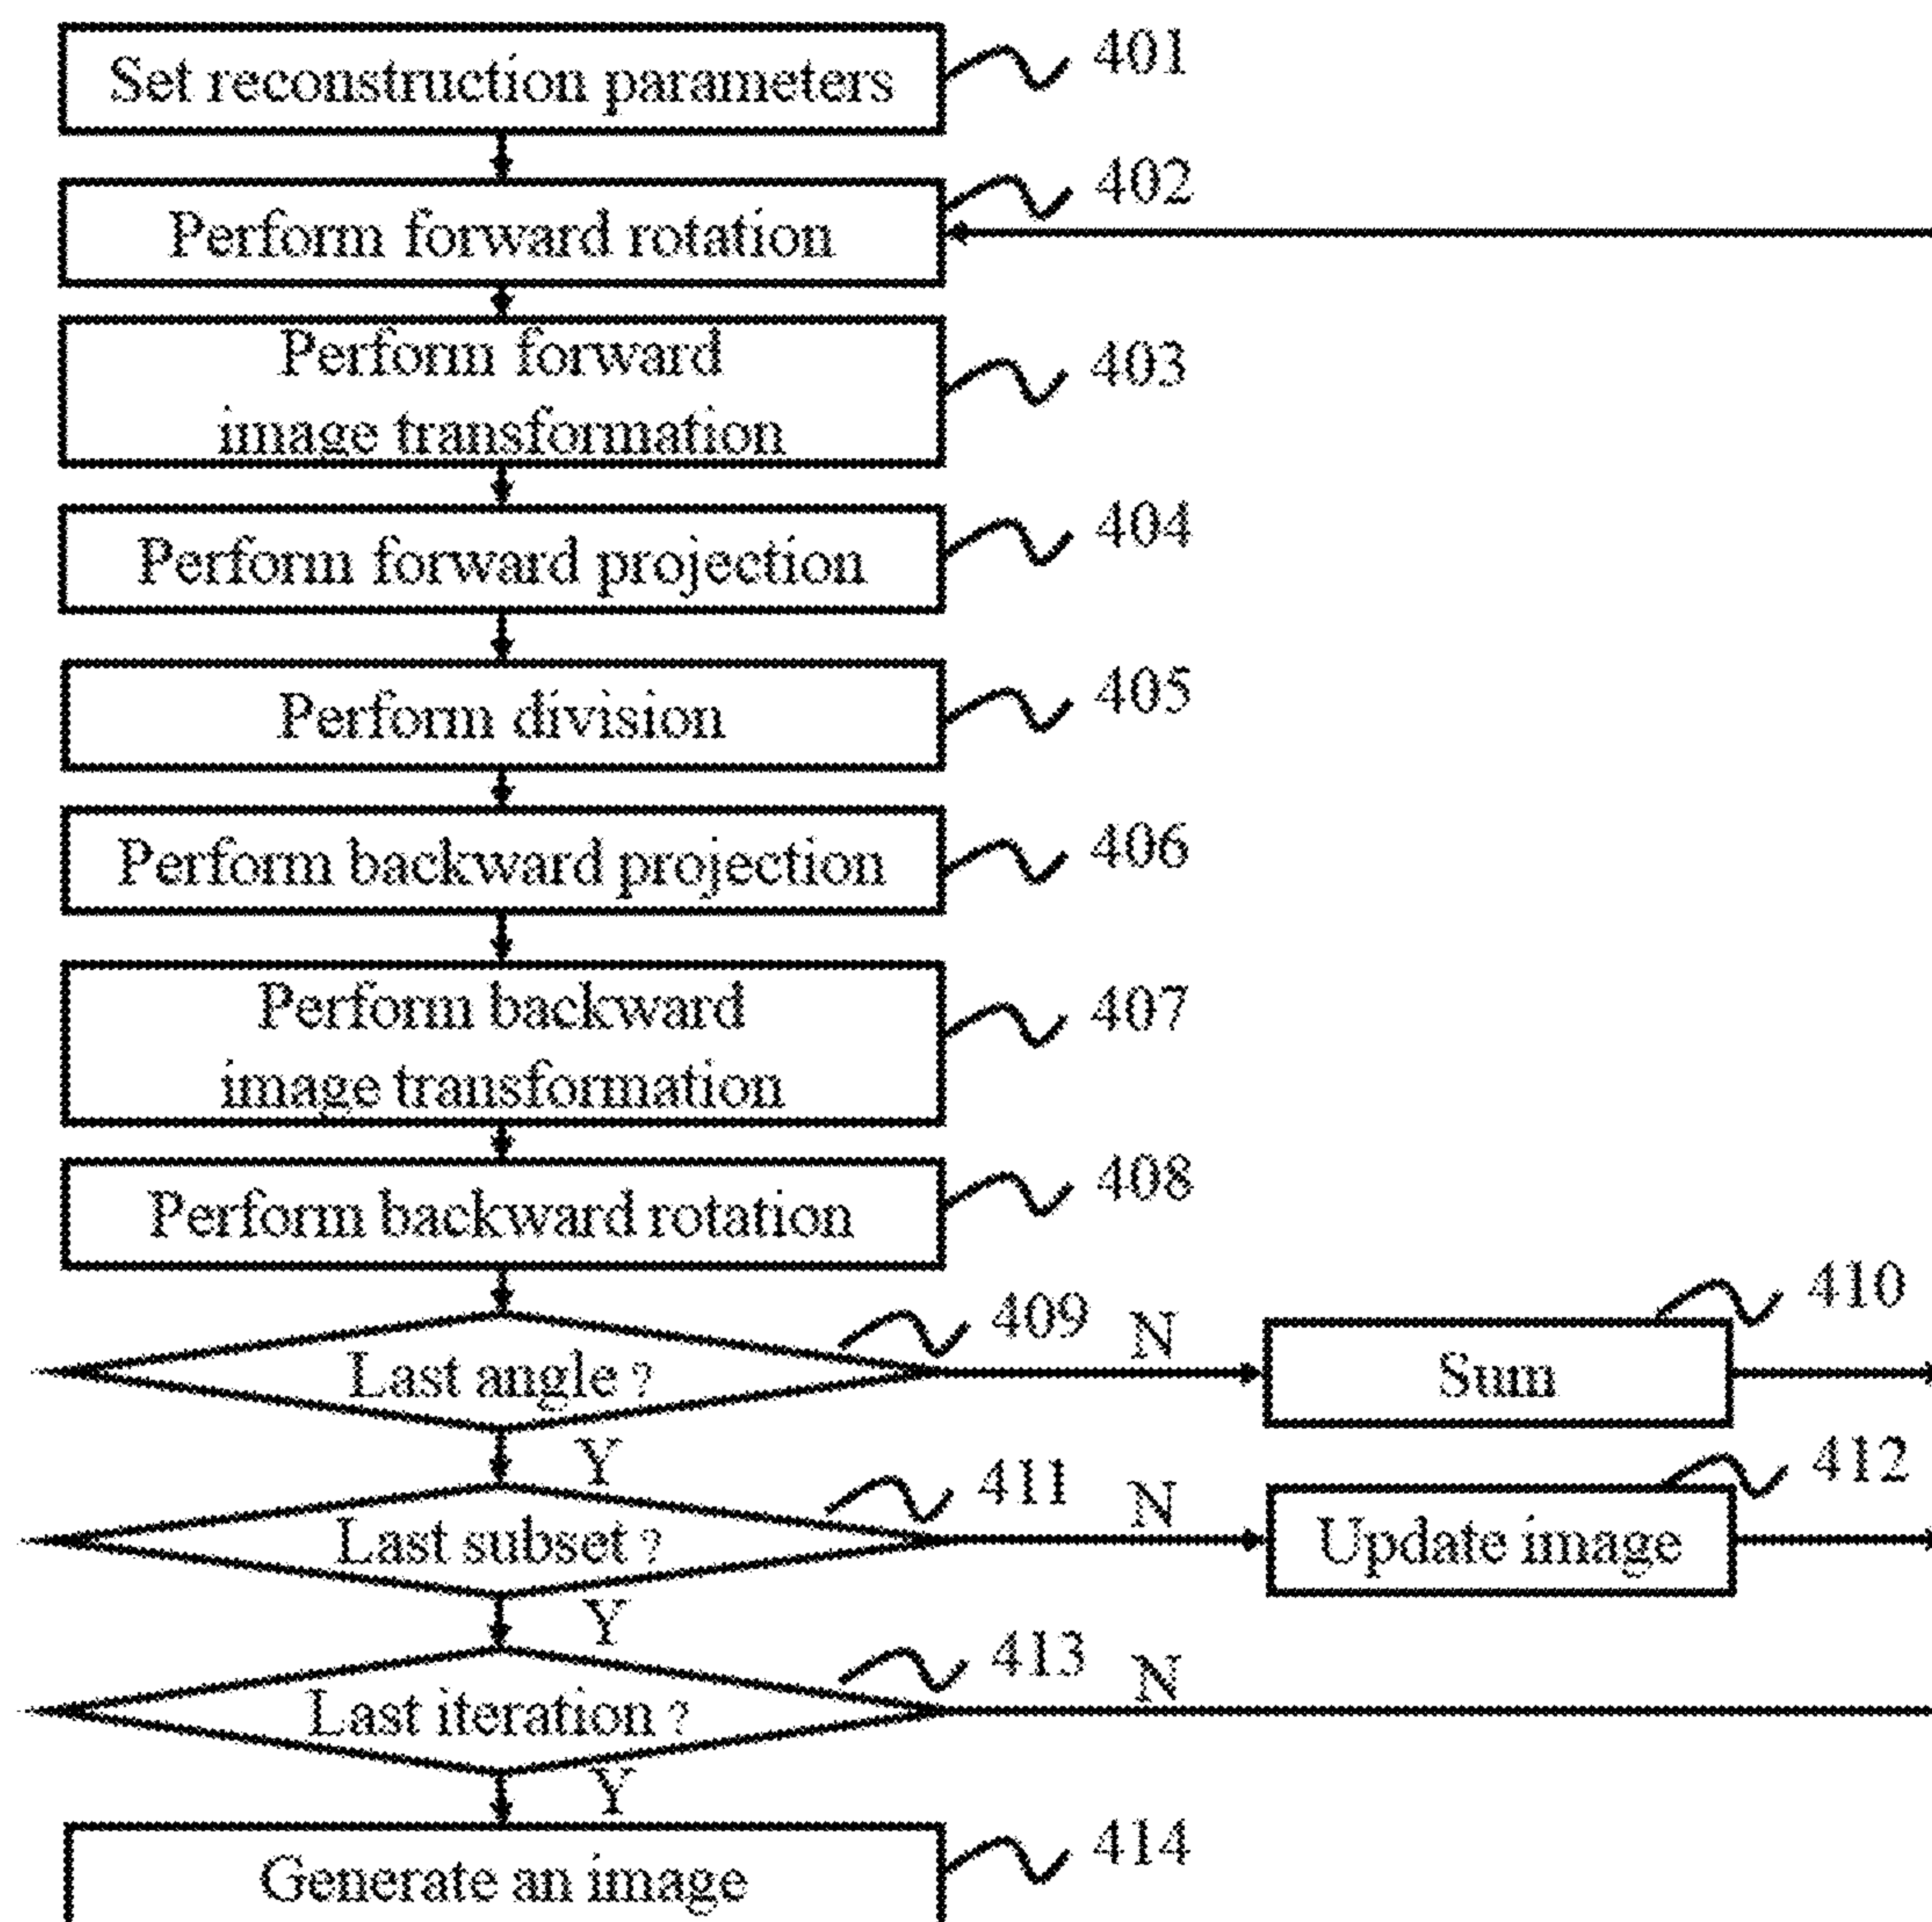 Set reconstruction parameters
401
Perform forward rotation
402
Perform forward
image transformation
403
Perform forward projection
404
Perform division
405
Perform backward projection
406
Perform backward
image transformation
407
Perform backward rotation
408
Last angle ?
409
N
Sum
410
Y
Last subset ?
411
N
Update image
412
Y
Last iteration ?
413
N
Y
Generate an image
414